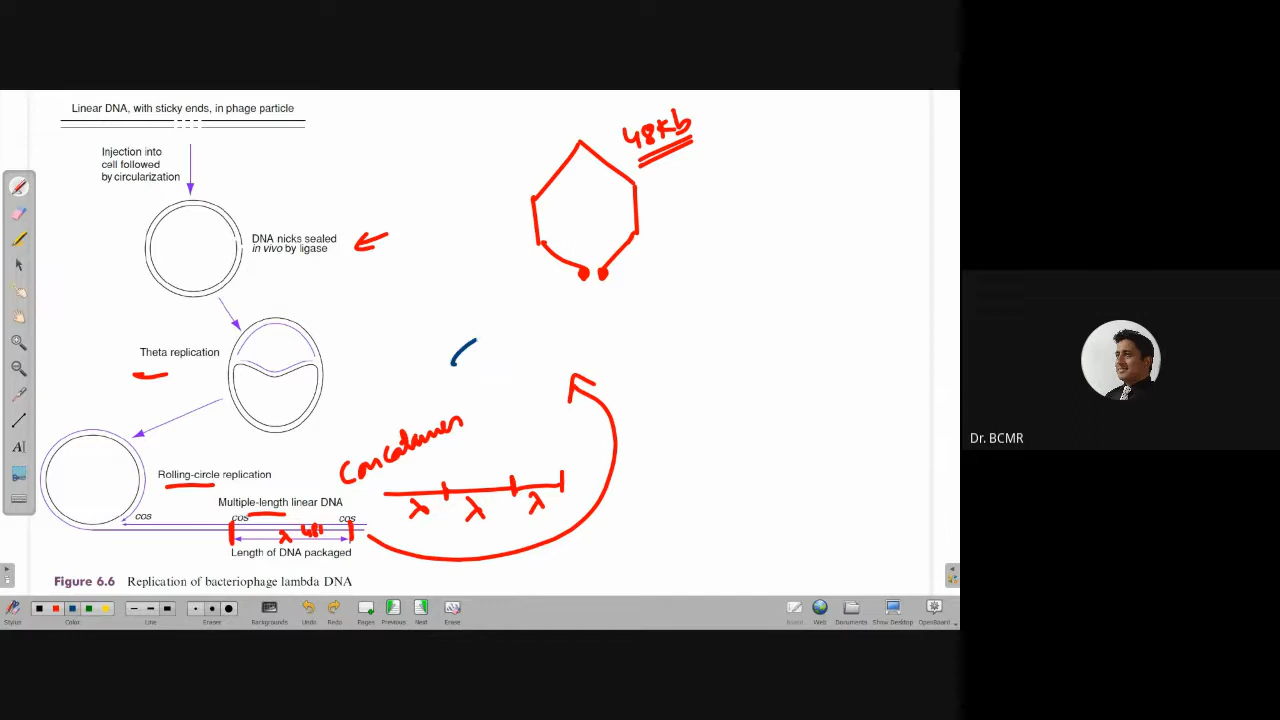 Linear DNA, with sticky ends, in phage particle
Injection into
cell followed
by circularization
48Kb
DNA nicks sealed
in vivo by ligase
Theta replication
Concatamer
Rolling-circle replication
Multiple-length linear DNA
cos
cos
cos
λ
λ
λ
λ
Length of DNA packaged
Figure 6.6 Replication of bacteriophage lambda DNA
Dr. BCMR
Stylus
Color
Line
Eraser
Backgrounds
Undo
Redo
Pages
Previous
Next
Erase
Board
Web
Documents
Show Desktop
OpenBoard